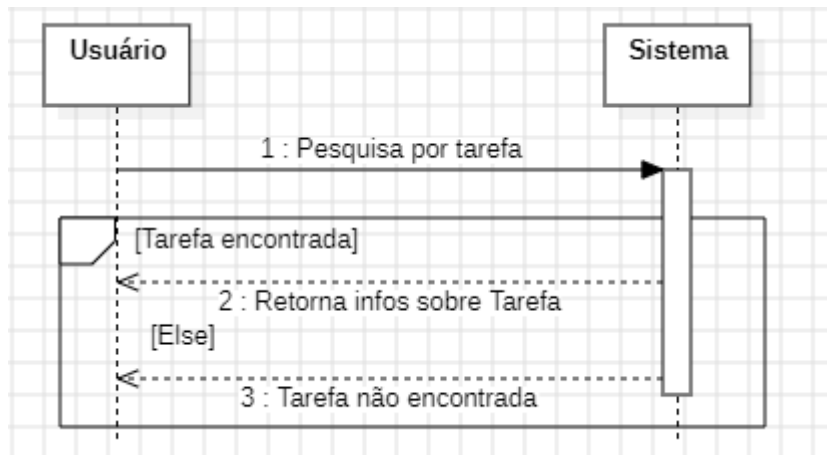 Usuário
Sistema
1 : Pesquisa por tarefa
[Tarefa encontrada]
2 : Retorna infos sobre Tarefa
[Else]
3 : Tarefa não encontrada